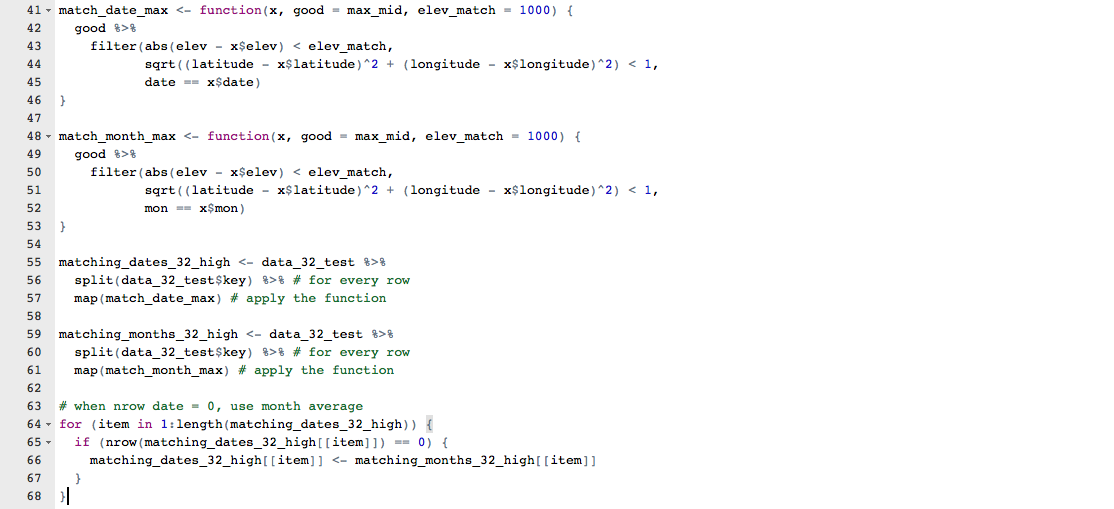 41 match_date_max <- function(x, good = max_mid, elev_match = 1000) {
42   good %>%
43     filter(abs(elev - x$elev) < elev_match,
44            sqrt((latitude - x$latitude)^2 + (longitude - x$longitude)^2) < 1,
45            date == x$date)
46 }
47
48 match_month_max <- function(x, good = max_mid, elev_match = 1000) {
49   good %>%
50     filter(abs(elev - x$elev) < elev_match,
51            sqrt((latitude - x$latitude)^2 + (longitude - x$longitude)^2) < 1,
52            mon == x$mon)
53 }
54
55 matching_dates_32_high <- data_32_test %>%
56   split(data_32_test$key) %>% # for every row
57   map(match_date_max) # apply the function
58
59 matching_months_32_high <- data_32_test %>%
60   split(data_32_test$key) %>% # for every row
61   map(match_month_max) # apply the function
62
63 # when nrow date = 0, use month average
64 for (item in 1:length(matching_dates_32_high)) {
65   if (nrow(matching_dates_32_high[[item]]) == 0) {
66     matching_dates_32_high[[item]] <- matching_months_32_high[[item]]
67   }
68 }